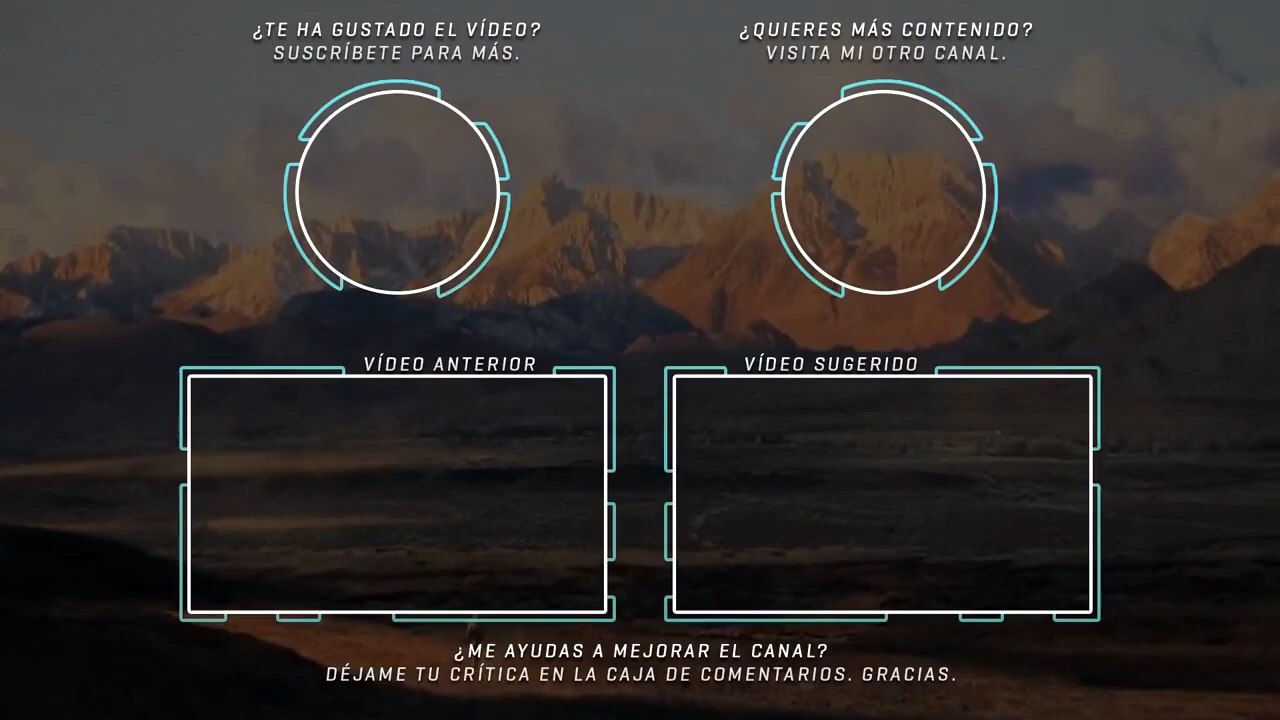 ¿TE HA GUSTADO EL VÍDEO?
SUSCRÍBETE PARA MÁS.
¿QUIERES MÁS CONTENIDO?
VISITA MI OTRO CANAL.
VÍDEO ANTERIOR
VÍDEO SUGERIDO
¿ME AYUDAS A MEJORAR EL CANAL?
DÉJAME TU CRÍTICA EN LA CAJA DE COMENTARIOS. GRACIAS.